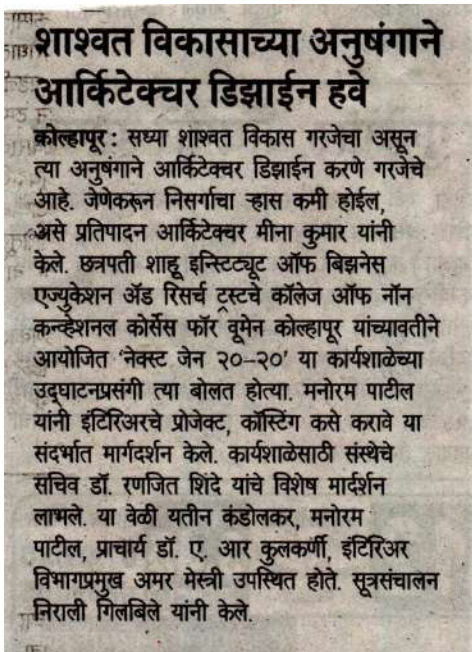 शाश्वत विकासाच्या अनुषंगाने
आर्किटेक्चर डिझाईन हवे
कोल्हापूर : सध्या शाश्वत विकास गरजेचा असून
त्या अनुषंगाने आर्किटेक्चर डिझाईन करणे गरजेचे
आहे. जेणेकरून निसर्गाचा ऱ्हास कमी होईल,
असे प्रतिपादन आर्किटेक्चर मीना कुमार यांनी
केले. छत्रपती शाहू इन्स्टिट्यूट ऑफ बिझनेस
एज्युकेशन अँड रिसर्च ट्रस्टचे कॉलेज ऑफ नॉन
कन्व्हेशनल कोर्सेस फॉर वूमेन कोल्हापूर यांच्यावतीने
आयोजित ‘नेक्स्ट जेन २०–२०’ या कार्यशाळेच्या
उद्घाटनप्रसंगी त्या बोलत होत्या. मनोरम पाटील
यांनी इंटिरिअरचे प्रोजेक्ट, कॉस्टिंग कसे करावे या
संदर्भात मार्गदर्शन केले. कार्यशाळेसाठी संस्थेचे
सचिव डॉ. रणजित शिंदे यांचे विशेष मार्दर्शन
लाभले. या वेळी यतीन कंडोलकर, मनोरम
पाटील, प्राचार्य डॉ. ए. आर कुलकर्णी, इंटिरिअर
विभागप्रमुख अमर मेस्त्री उपस्थित होते. सूत्रसंचालन
निराली गिलबिले यांनी केले.